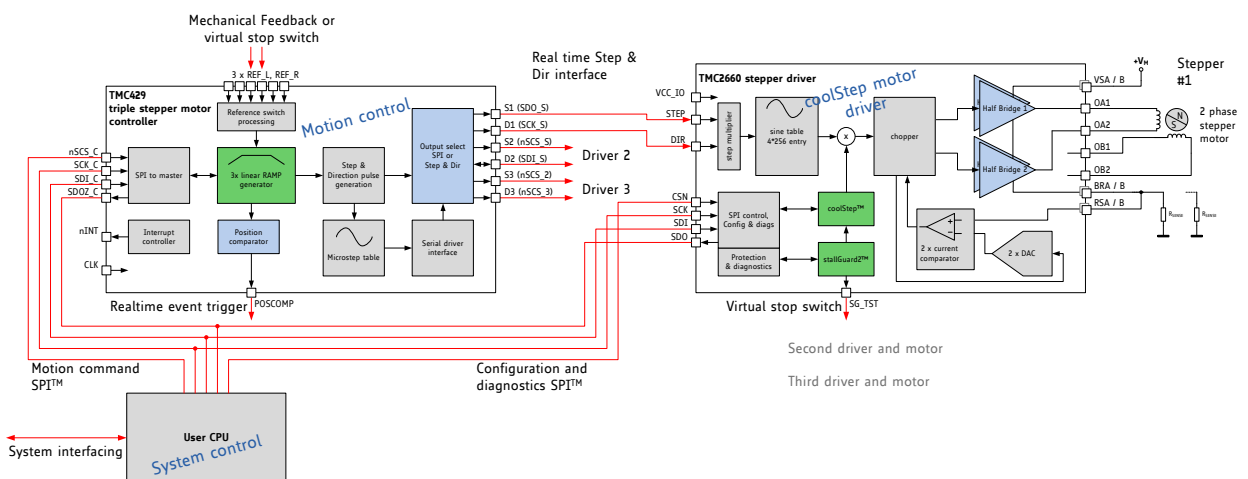 Mechanical Feedback or
virtual stop switch
3 x REF_L, REF_R
TMC429
triple stepper motor
controller
Reference switch
processing
Motion control
nSCS_C
SCK_C
SDI_C
SDOZ_C
nINT
CLK
SPI to master
3x linear RAMP
generator
Step &
Direction pulse
generation
Output select
SPI or
Step & Dir
Interrupt
controller
Position
comparator
Microstep table
Serial driver
interface
S1 (SDO_S)
D1 (SCK_S)
S2 (nSCS_S)
D2 (SDI_S)
S3 (nSCS_2)
D3 (nSCS_3)
Driver 2
Driver 3
Realtime event trigger
POSCOMP
Real time Step &
Dir interface
TMC2660 stepper driver
coolStep motor
driver
VCC_IO
STEP
DIR
step multiplier
sine table
4*256 entry
x
chopper
Half Bridge 1
Half Bridge 2
+VM
VSA / B
OA1
OA2
OB1
OB2
BRA / B
RSA / B
Stepper
#1
N
S
2 phase
stepper
motor
RSENSE
RSENSE
CSN
SCK
SDI
SDO
SPI control,
Config & diags
Protection
& diagnostics
coolStep™
stallGuard2™
2 x current
comparator
2 x DAC
Virtual stop switch
SG_TST
Second driver and motor
Third driver and motor
Motion command
SPI™
Configuration and
diagnostics SPI™
User CPU
System control
System interfacing